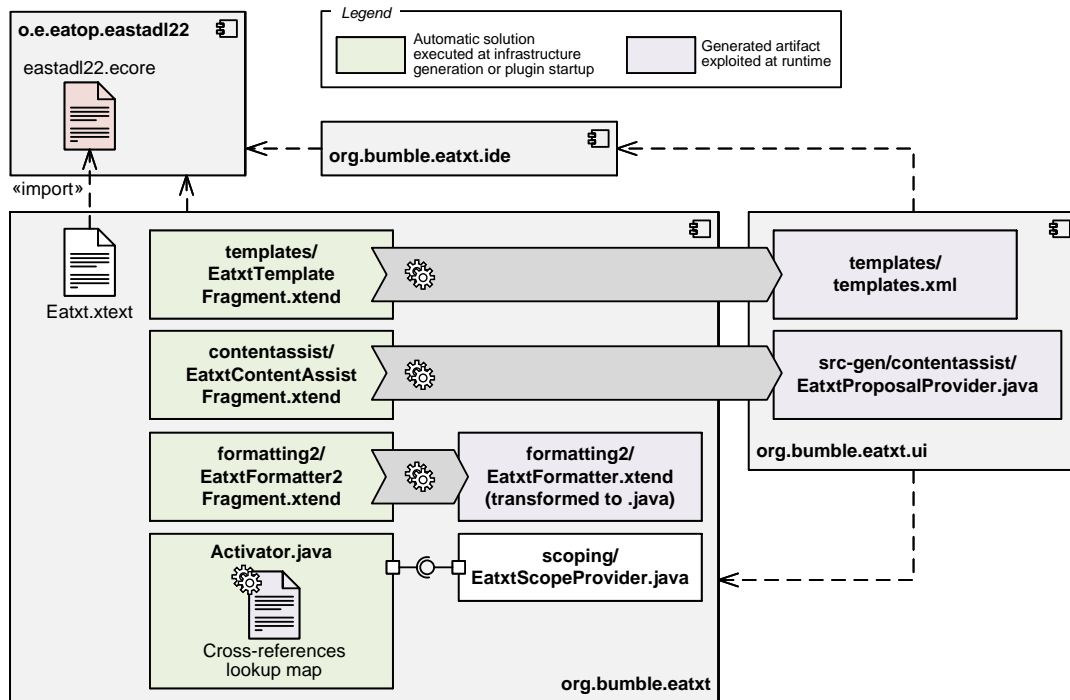 o.e.eatop.eastadl22
eastadl22.ecore
Legend
Automatic solution
executed at infrastructure
generation or plugin startup
Generated artifact
exploited at runtime
org.bumble.eatxt.ide
«import»
Eatxt.xtext
templates/
EatxtTemplate
Fragment.xtend
templates/
templates.xml
contentassist/
EatxtContentAssist
Fragment.xtend
src-gen/contentassist/
EatxtProposalProvider.java
org.bumble.eatxt.ui
formatting2/
EatxtFormatter2
Fragment.xtend
formatting2/
EatxtFormatter.xtend
(transformed to .java)
Activator.java
Cross-references
lookup map
scoping/
EatxtScopeProvider.java
org.bumble.eatxt